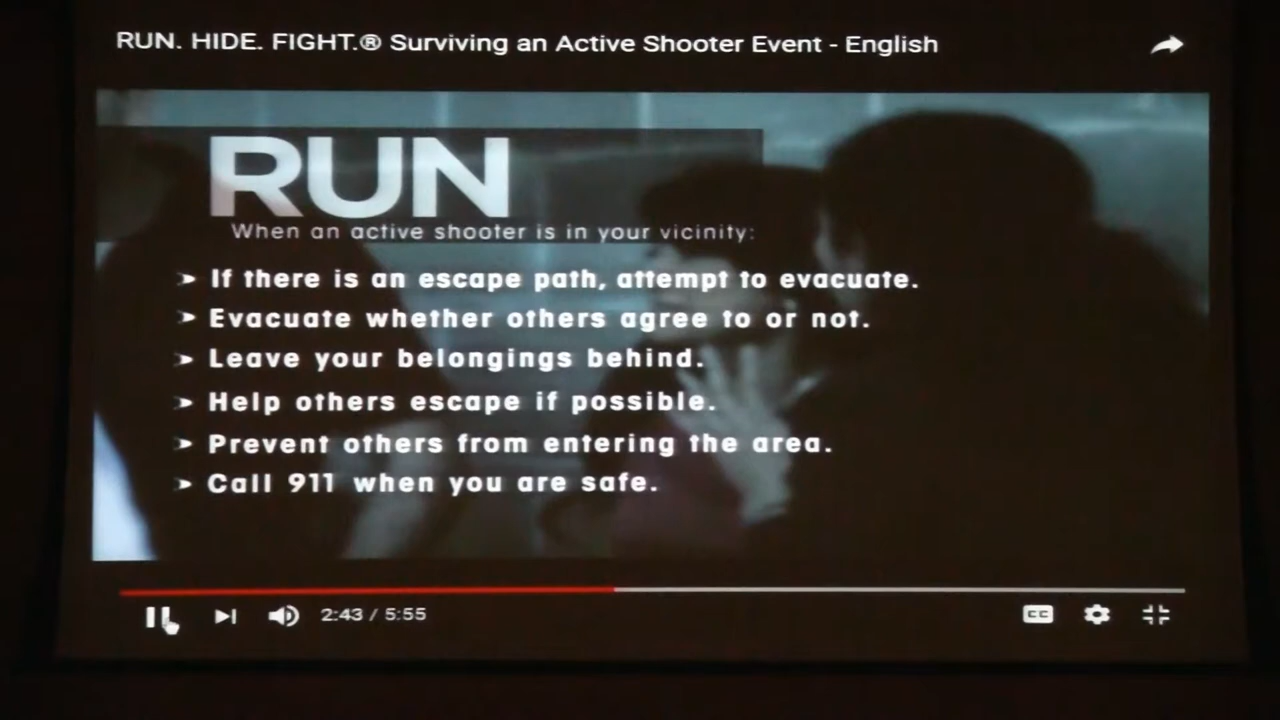 RUN. HIDE. FIGHT.® Surviving an Active Shooter Event - English
RUN
When an active shooter is in your vicinity:
➢ If there is an escape path, attempt to evacuate.
➢ Evacuate whether others agree to or not.
➢ Leave your belongings behind.
➢ Help others escape if possible.
➢ Prevent others from entering the area.
➢ Call 911 when you are safe.
2:43 / 5:55
CC